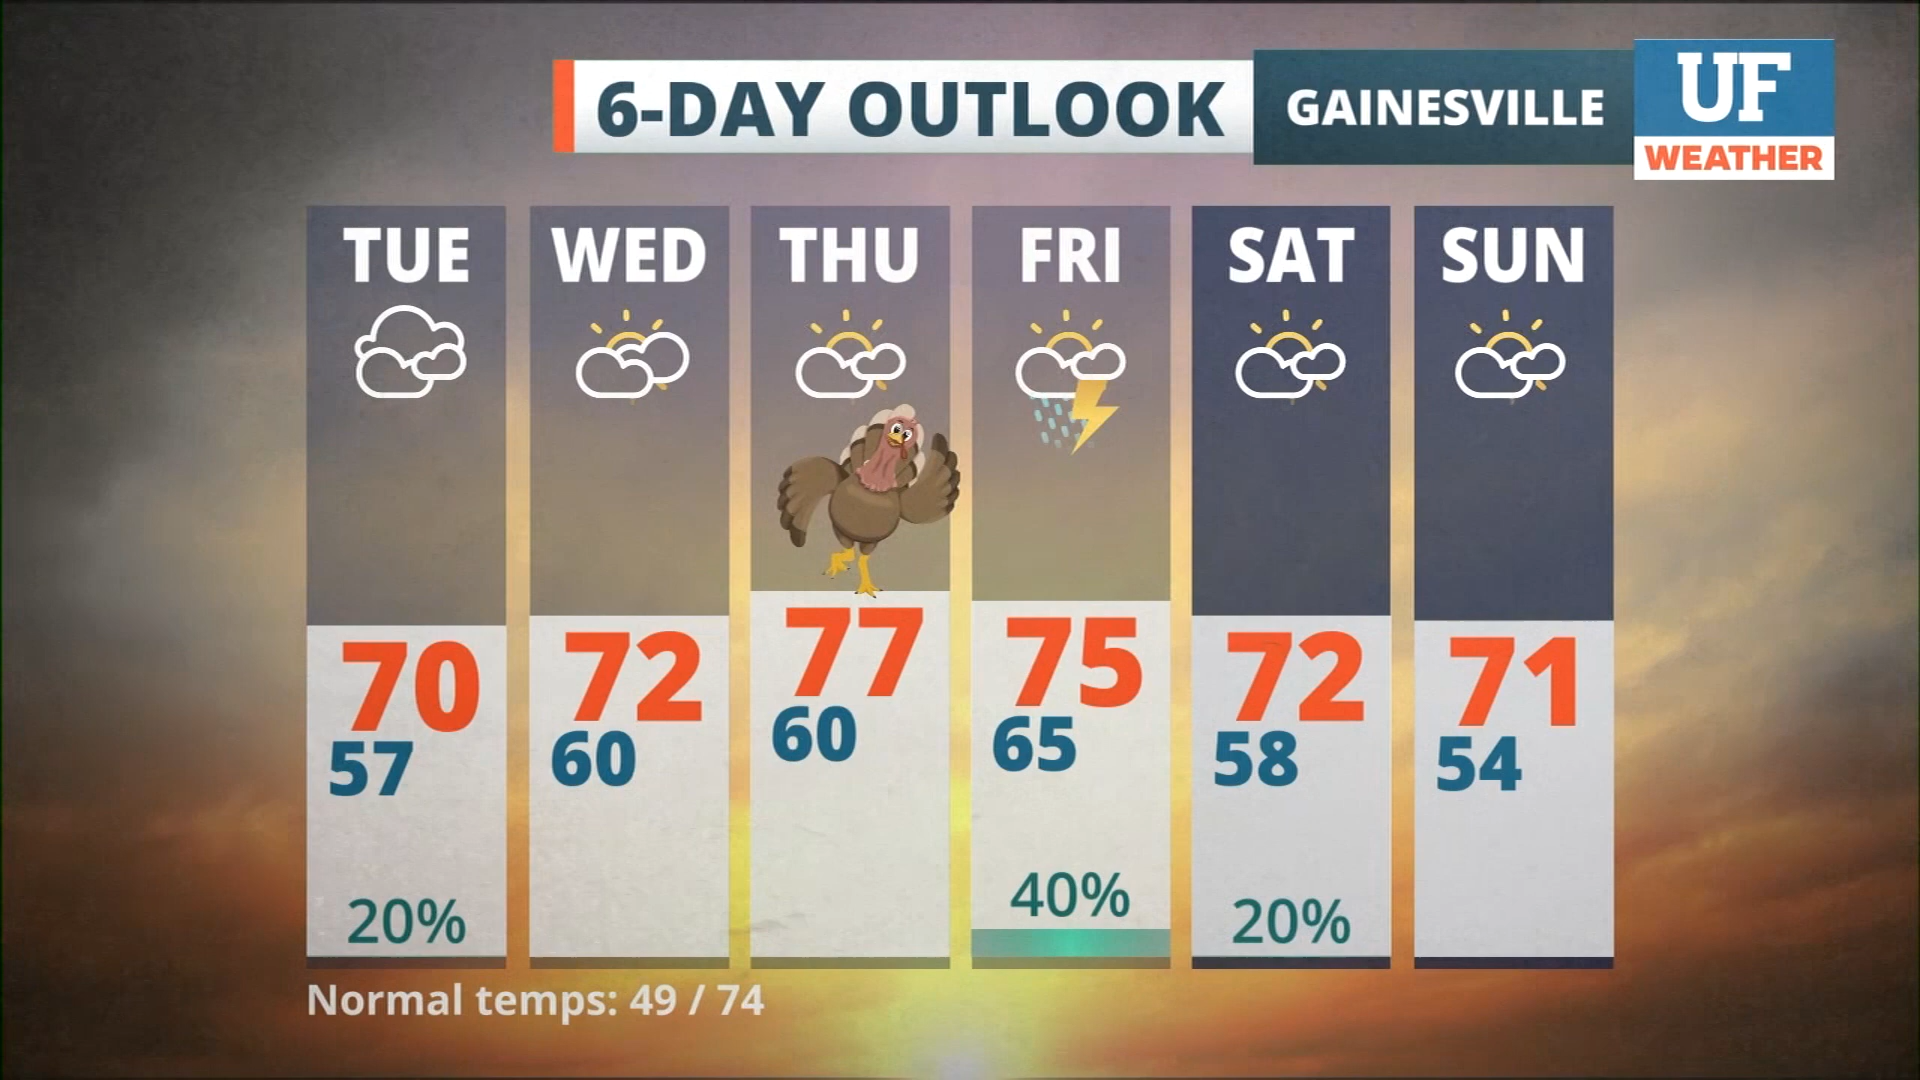 6-DAY OUTLOOK
GAINESVILLE
UF
WEATHER
TUE WED THU FRI SAT SUN
70 72 77 75 72 71
57 60 60 65 58 54
20% 40% 20%
Normal temps: 49 / 74